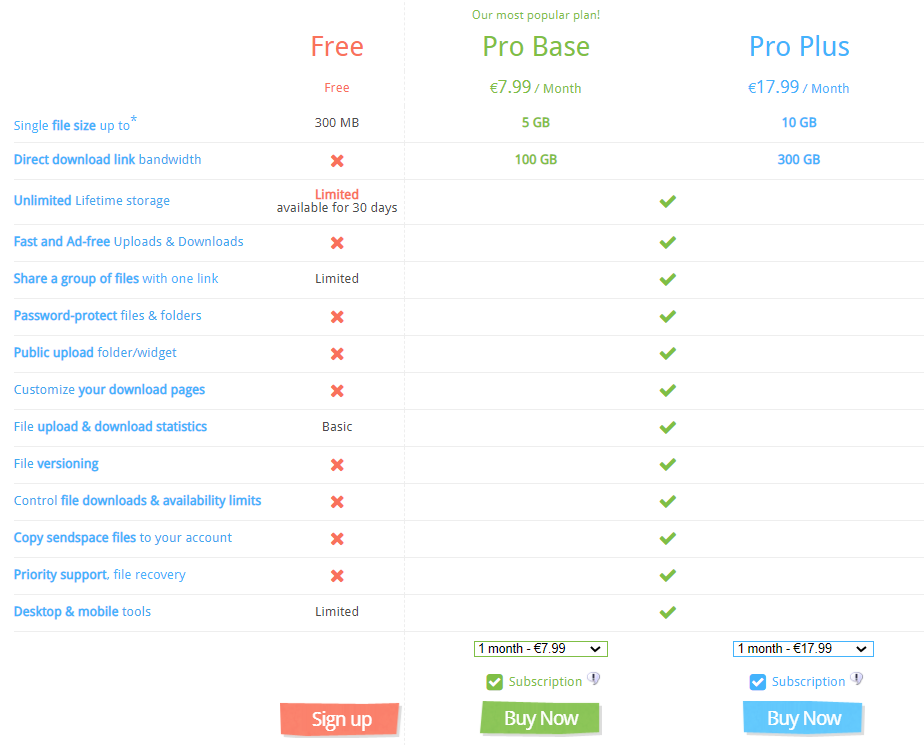 Our most popular plan!
Free Pro Base Pro Plus
Free €7.99 / Month €17.99 / Month
Single file size up to* 300 MB 5 GB 10 GB
Direct download link bandwidth 100 GB 300 GB
Unlimited Lifetime storage Limited
available for 30 days
Fast and Ad-free Uploads & Downloads
Share a group of files with one link Limited
Password-protect files & folders
Public upload folder/widget
Customize your download pages
File upload & download statistics Basic
File versioning
Control file downloads & availability limits
Copy sendspace files to your account
Priority support, file recovery
Desktop & mobile tools Limited
1 month - €7.99 1 month - €17.99
Subscription ! Subscription !
Sign up Buy Now Buy Now